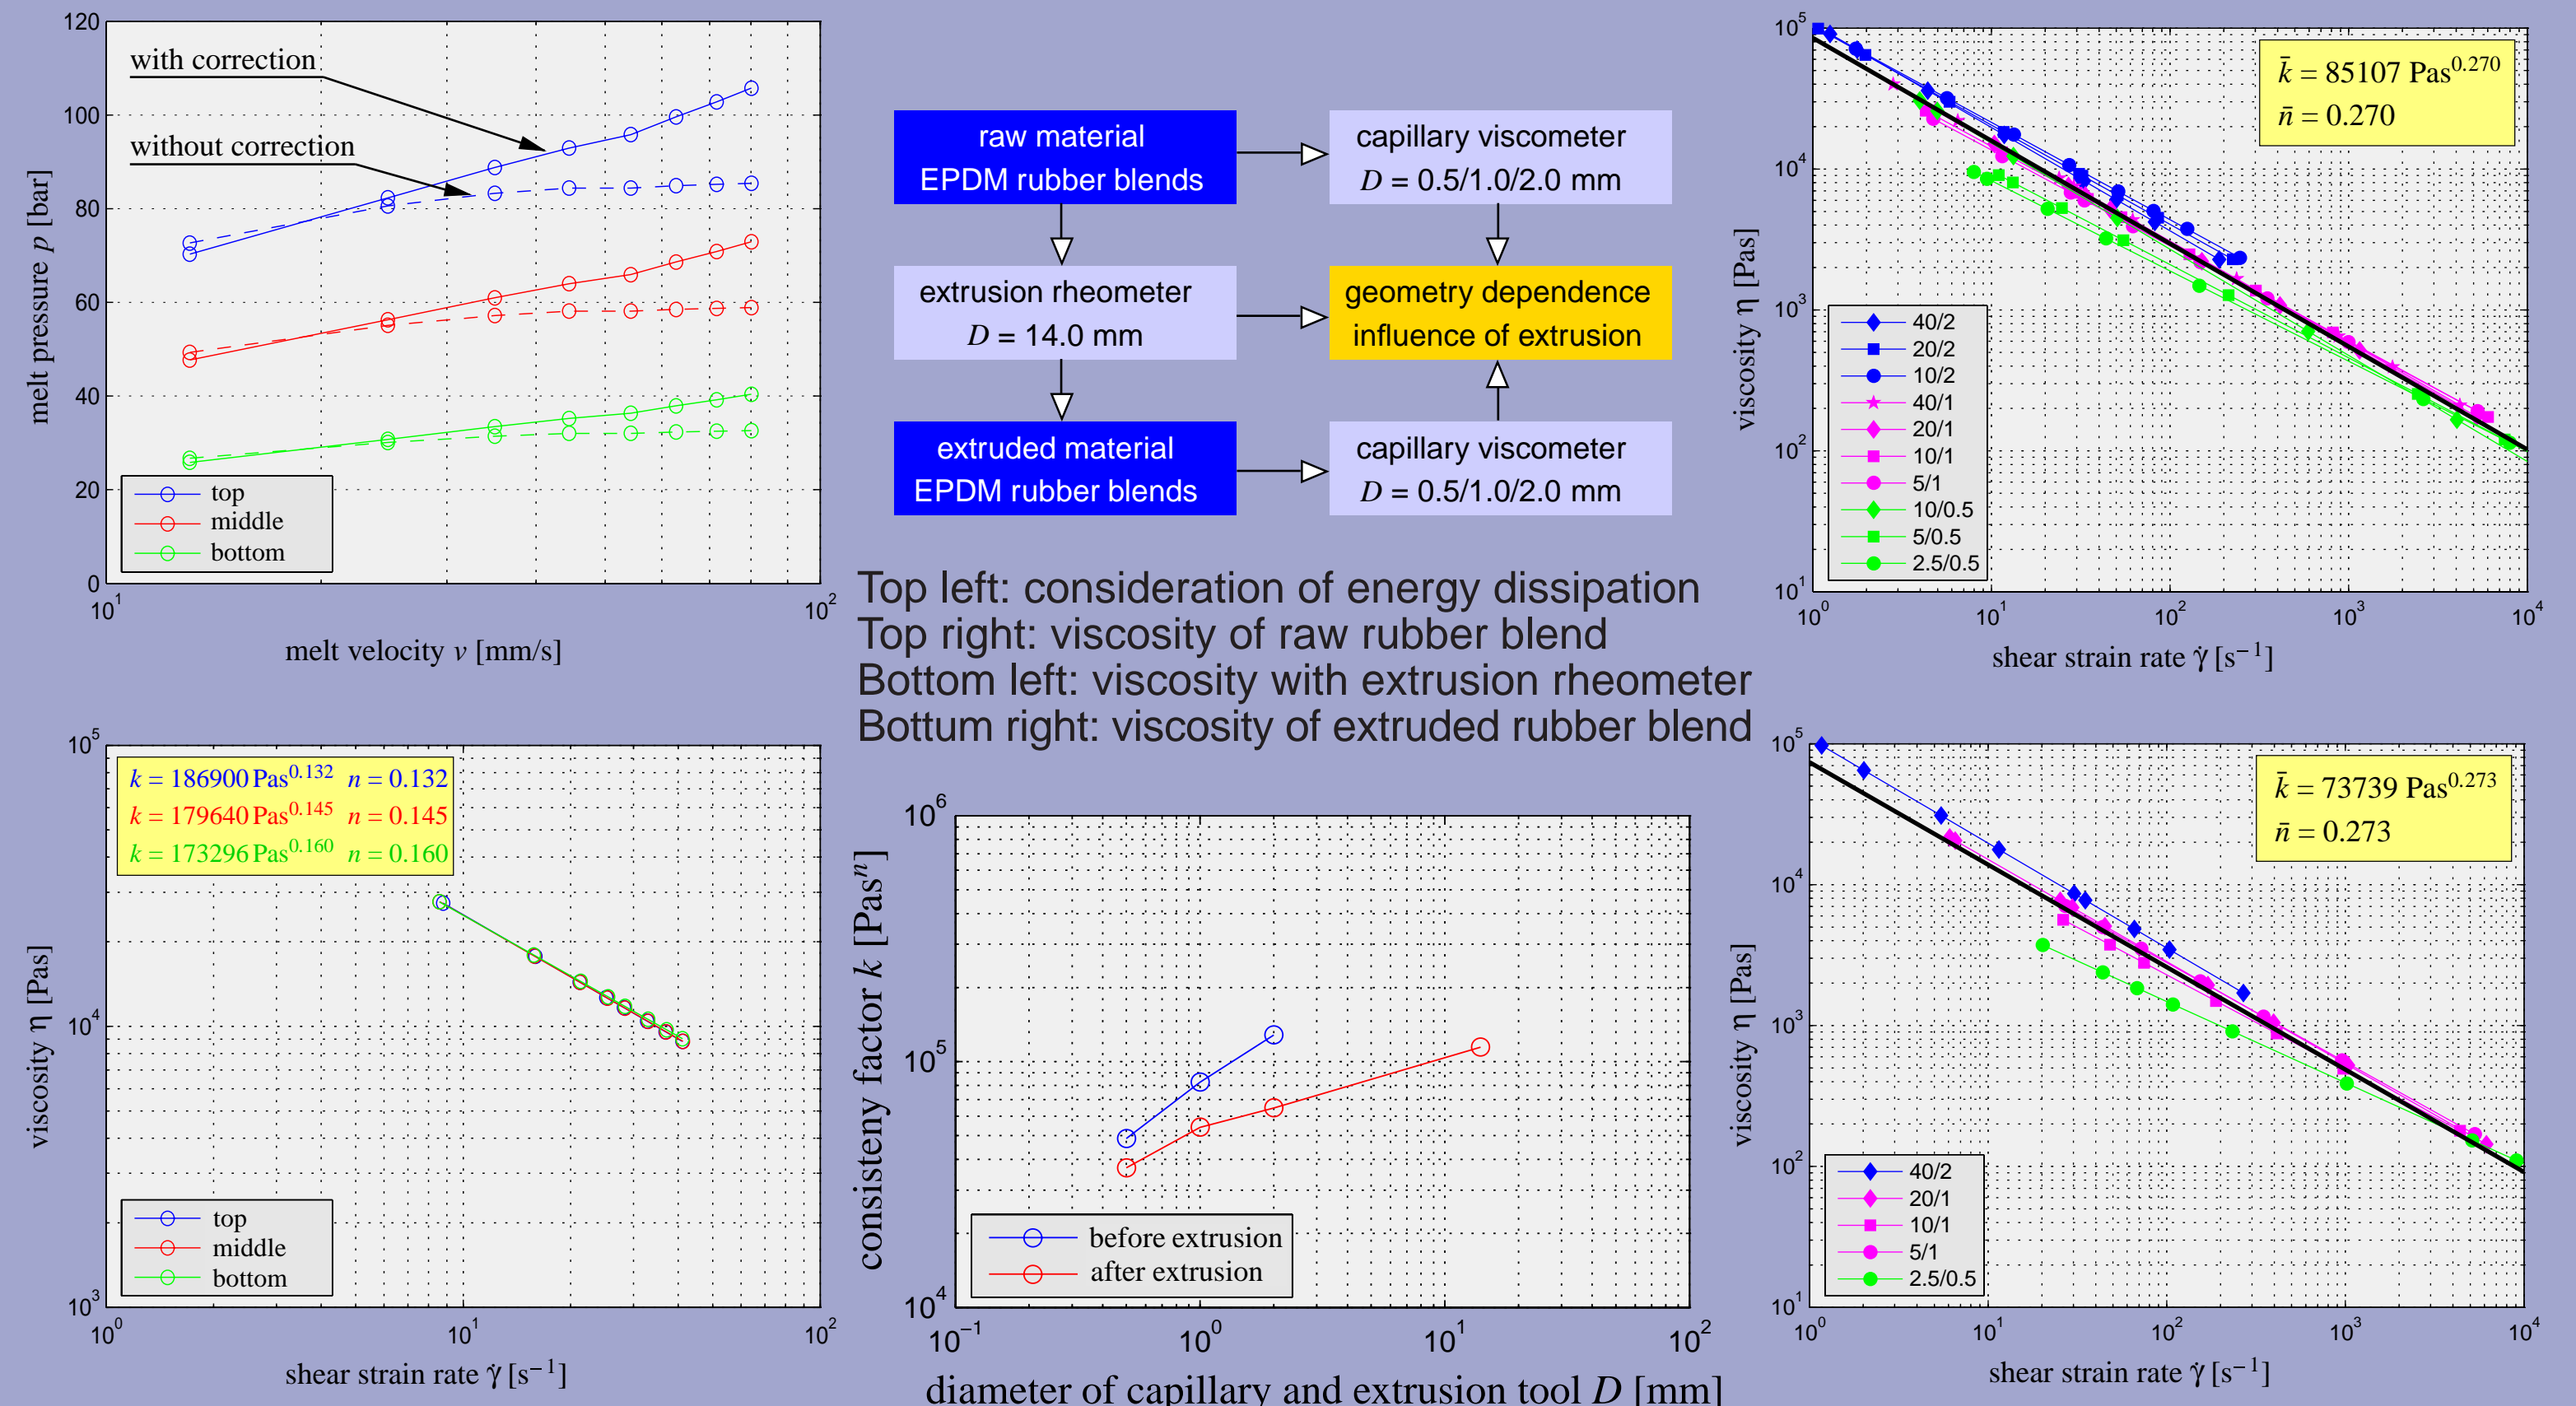 120
100
80
60
40
20
0
10^1
10^2
melt pressure p [bar]
melt velocity v [mm/s]
with correction
without correction
top
middle
bottom
raw material
EPDM rubber blends
capillary viscometer
D = 0.5/1.0/2.0 mm
extrusion rheometer
D = 14.0 mm
geometry dependence
influence of extrusion
extruded material
EPDM rubber blends
capillary viscometer
D = 0.5/1.0/2.0 mm
10^5
10^4
10^3
10^2
10^1
10^0
10^1
10^2
10^3
10^4
viscosity η [Pas]
shear strain rate γ̇ [s^−1]
k̄ = 85107 Pas^0.270
n̄ = 0.270
40/2
20/2
10/2
40/1
20/1
10/1
5/1
10/0.5
5/0.5
2.5/0.5
Top left: consideration of energy dissipation
Top right: viscosity of raw rubber blend
Bottom left: viscosity with extrusion rheometer
Bottum right: viscosity of extruded rubber blend
10^5
10^4
10^3
10^0
10^1
10^2
viscosity η [Pas]
shear strain rate γ̇ [s^−1]
k = 186900 Pas^0.132 n = 0.132
k = 179640 Pas^0.145 n = 0.145
k = 173296 Pas^0.160 n = 0.160
top
middle
bottom
10^6
10^5
10^4
10^−1
10^0
10^1
10^2
consisteny factor k [Pas^n]
diameter of capillary and extrusion tool D [mm]
before extrusion
after extrusion
10^5
10^4
10^3
10^2
10^1
10^0
10^1
10^2
10^3
10^4
viscosity η [Pas]
shear strain rate γ̇ [s^−1]
k̄ = 73739 Pas^0.273
n̄ = 0.273
40/2
20/1
10/1
5/1
2.5/0.5